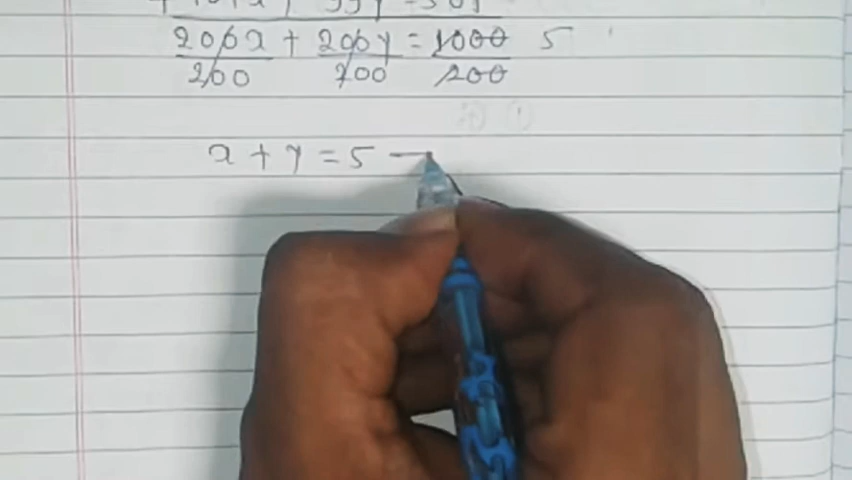 200x + 200y = 1000 5
200 200 200
x + y = 5 —